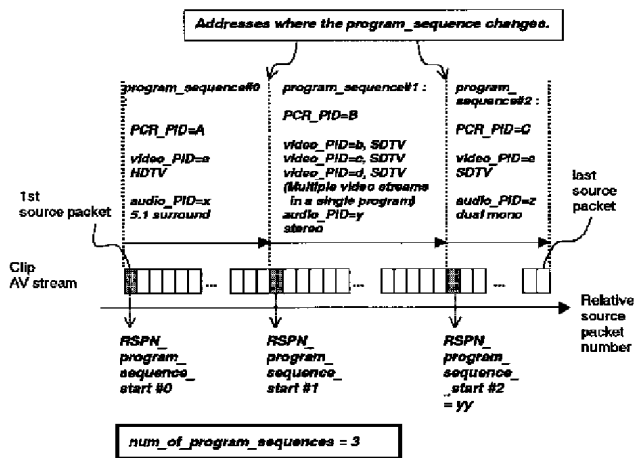 Addresses where the program_sequence changes.
program_sequence#0
:
PCR_PID=A
video_PID=a
HDTV
audio_PID=x
5.1 surround
program_sequence#1 :
PCR_PID=B
video_PID=b, SDTV
video_PID=c, SDTV
video_PID=d, SDTV
(Multiple video streams
in a single program)
audio_PID=y
stereo
program_
sequence#2 :
PCR_PID=C
video_PID=e
SDTV
audio_PID=z
dual mono
1st
source packet
last
source
packet
Clip
AV stream
...
...
...
Relative
source
packet
number
RSPN_
program_
sequence_
start #0
RSPN_
program_
sequence_
start #1
RSPN_
program_
sequence
_start #2
= yy
num_of_program_sequences = 3